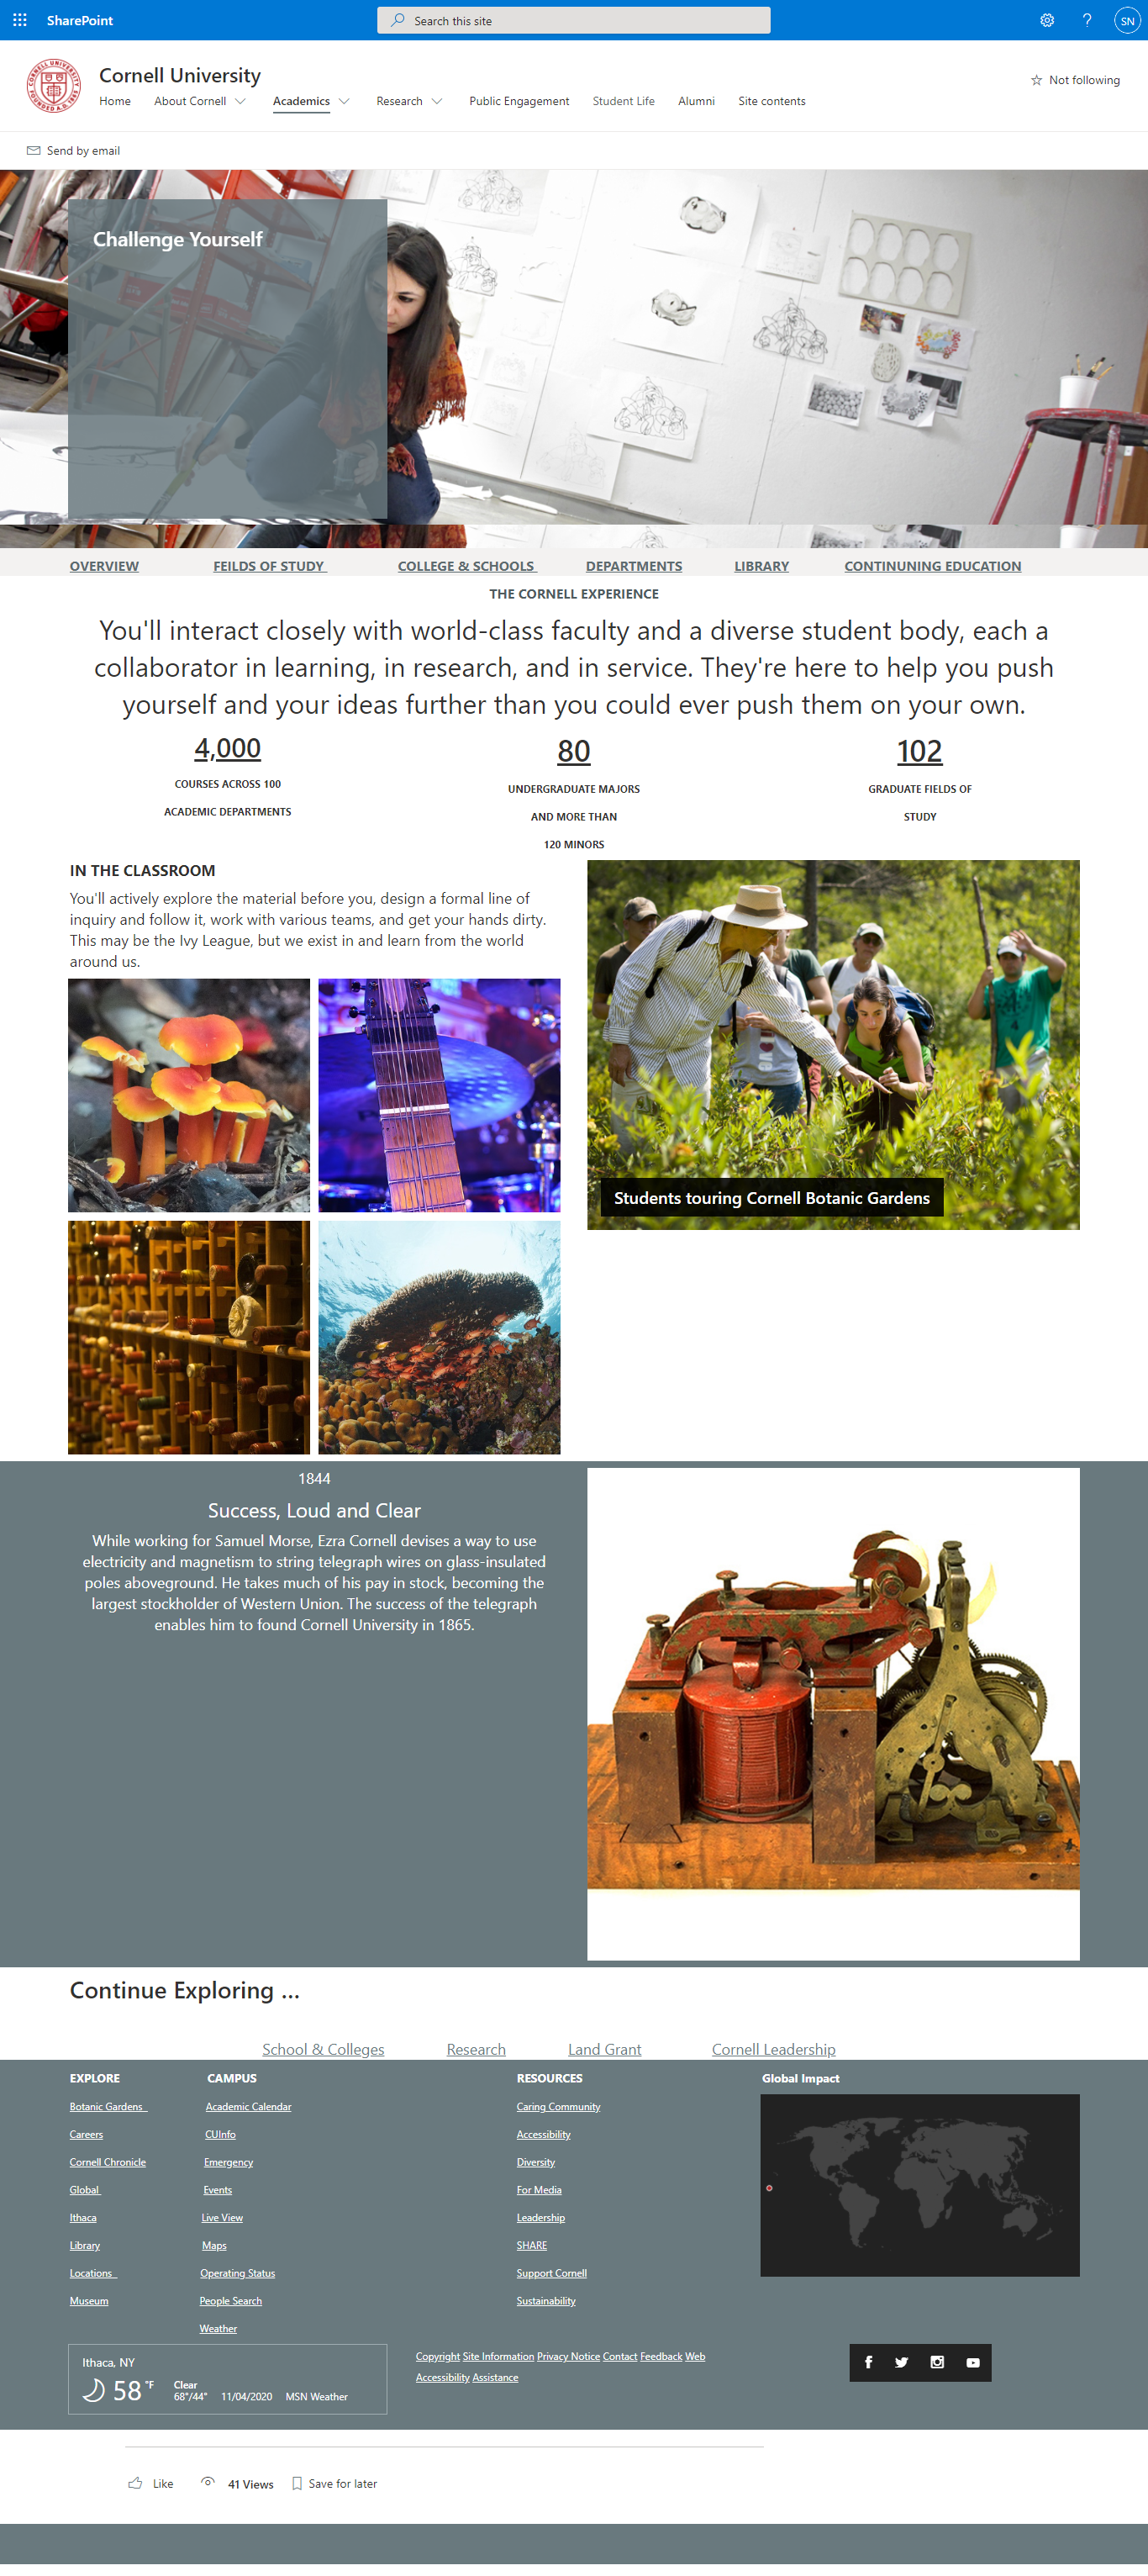 SharePoint
Search this site
SN
Cornell University
Home About Cornell Academics Research Public Engagement Student Life Alumni Site contents
Not following
Send by email
Challenge Yourself
OVERVIEW FEILDS OF STUDY COLLEGE & SCHOOLS DEPARTMENTS LIBRARY CONTINUNING EDUCATION
THE CORNELL EXPERIENCE
You'll interact closely with world-class faculty and a diverse student body, each a
collaborator in learning, in research, and in service. They're here to help you push
yourself and your ideas further than you could ever push them on your own.
4,000
COURSES ACROSS 100
ACADEMIC DEPARTMENTS
80
UNDERGRADUATE MAJORS
AND MORE THAN
120 MINORS
102
GRADUATE FIELDS OF
STUDY
IN THE CLASSROOM
You'll actively explore the material before you, design a formal line of
inquiry and follow it, work with various teams, and get your hands dirty.
This may be the Ivy League, but we exist in and learn from the world
around us.
Students touring Cornell Botanic Gardens
1844
Success, Loud and Clear
While working for Samuel Morse, Ezra Cornell devises a way to use
electricity and magnetism to string telegraph wires on glass-insulated
poles aboveground. He takes much of his pay in stock, becoming the
largest stockholder of Western Union. The success of the telegraph
enables him to found Cornell University in 1865.
Continue Exploring ...
School & Colleges Research Land Grant Cornell Leadership
EXPLORE
Botanic Gardens
Careers
Cornell Chronicle
Global
Ithaca
Library
Locations
Museum
CAMPUS
Academic Calendar
CUInfo
Emergency
Events
Live View
Maps
Operating Status
People Search
Weather
RESOURCES
Caring Community
Accessibility
Diversity
For Media
Leadership
SHARE
Support Cornell
Sustainability
Global Impact
Ithaca, NY
58 °F
Clear
68°/44° 11/04/2020 MSN Weather
Copyright Site Information Privacy Notice Contact Feedback Web
Accessibility Assistance
Like 41 Views Save for later